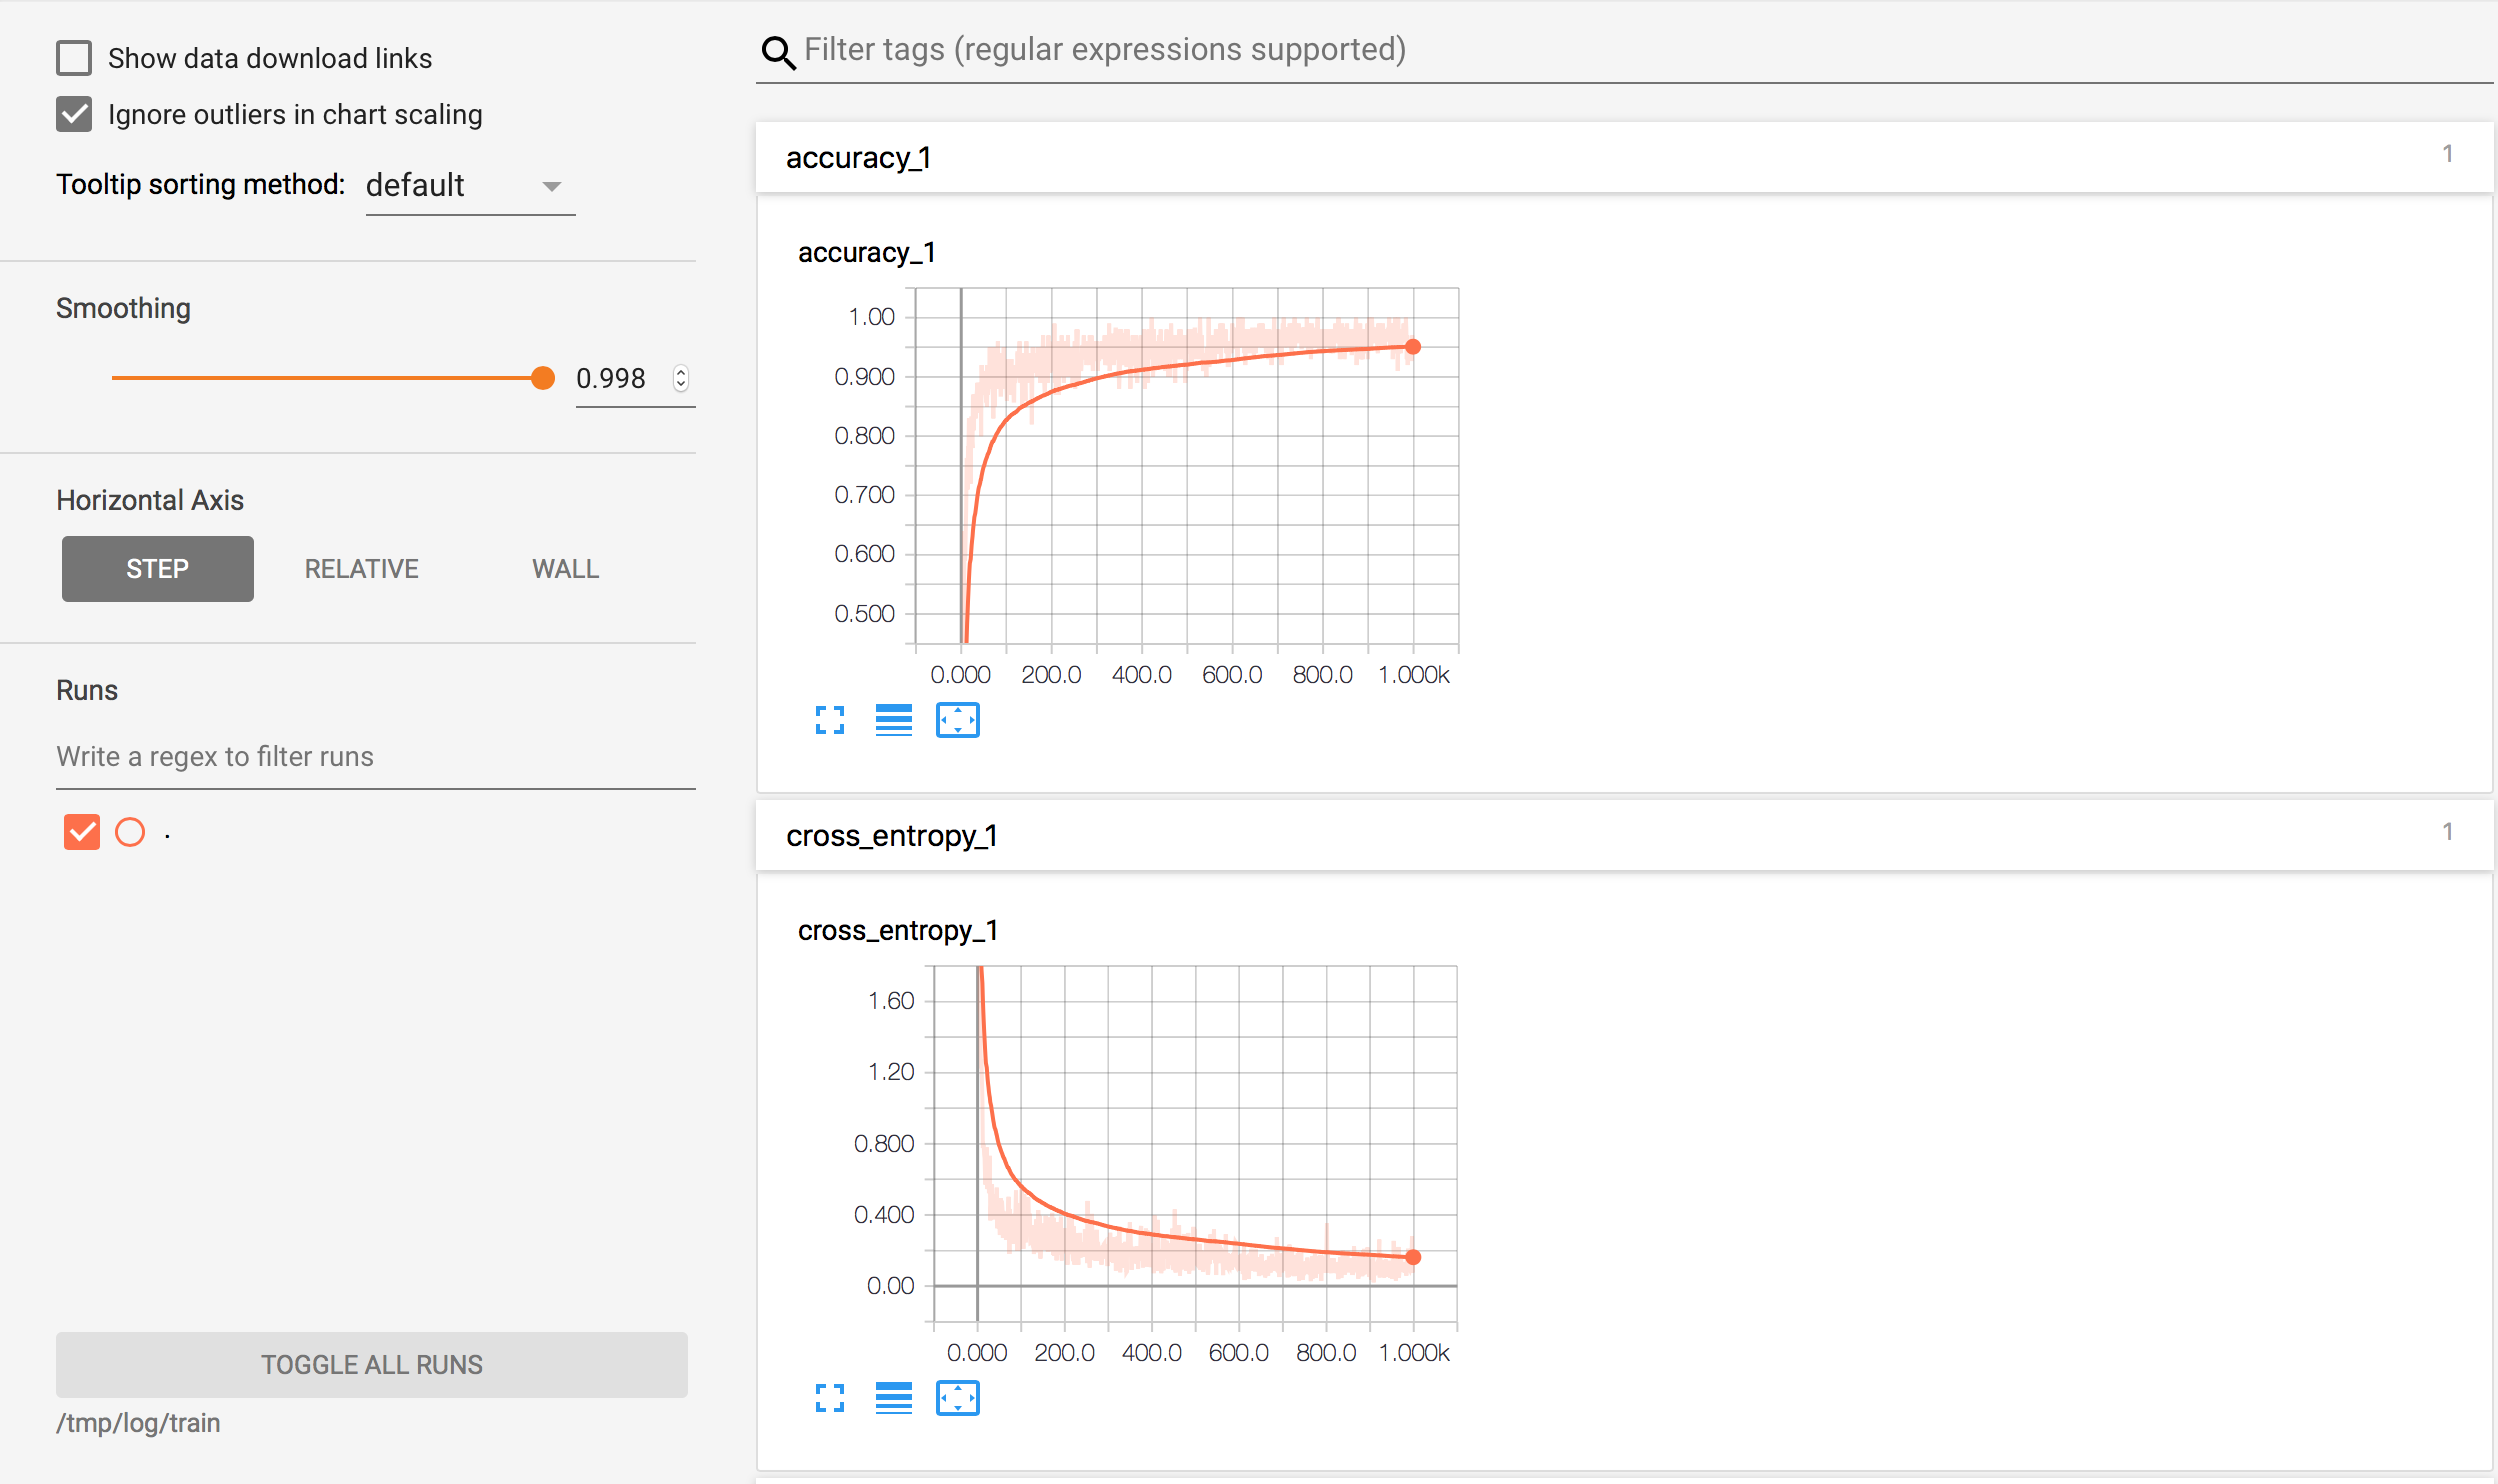 Show data download links
Ignore outliers in chart scaling
Tooltip sorting method: default
Smoothing
0.998
Horizontal Axis
STEP RELATIVE WALL
Runs
Write a regex to filter runs
.
TOGGLE ALL RUNS
/tmp/log/train
Filter tags (regular expressions supported)
accuracy_1 1
accuracy_1
1.00
0.900
0.800
0.700
0.600
0.500
0.000 200.0 400.0 600.0 800.0 1.000k
cross_entropy_1 1
cross_entropy_1
1.60
1.20
0.800
0.400
0.00
0.000 200.0 400.0 600.0 800.0 1.000k